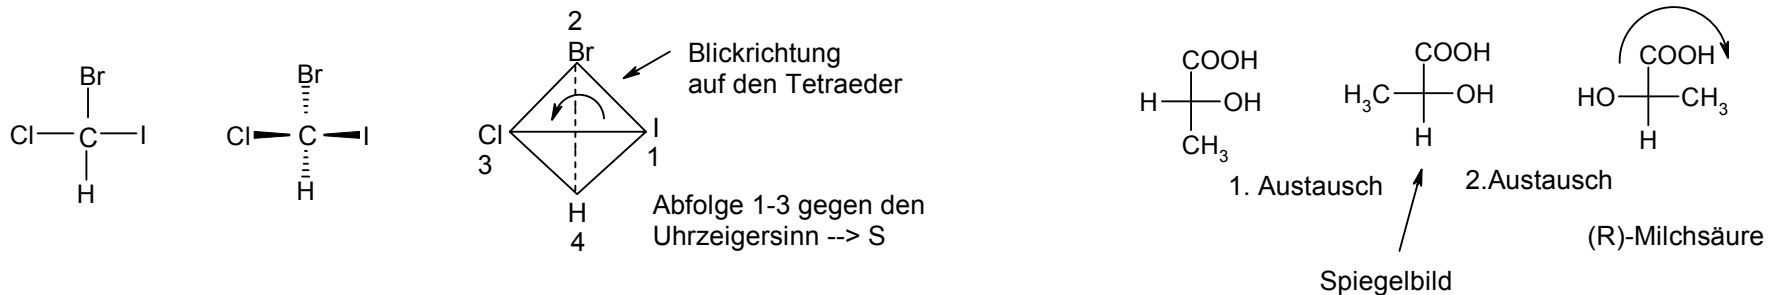 Br
Cl C I
H
Br
Cl C I
H
2
Br
Cl I
3 1
H
4
Blickrichtung
auf den Tetraeder
Abfolge 1-3 gegen den
Uhrzeigersinn --> S
COOH
H OH
CH3
1. Austausch
COOH
H3C OH
H
Spiegelbild
2.Austausch
COOH
HO CH3
H
(R)-Milchsäure